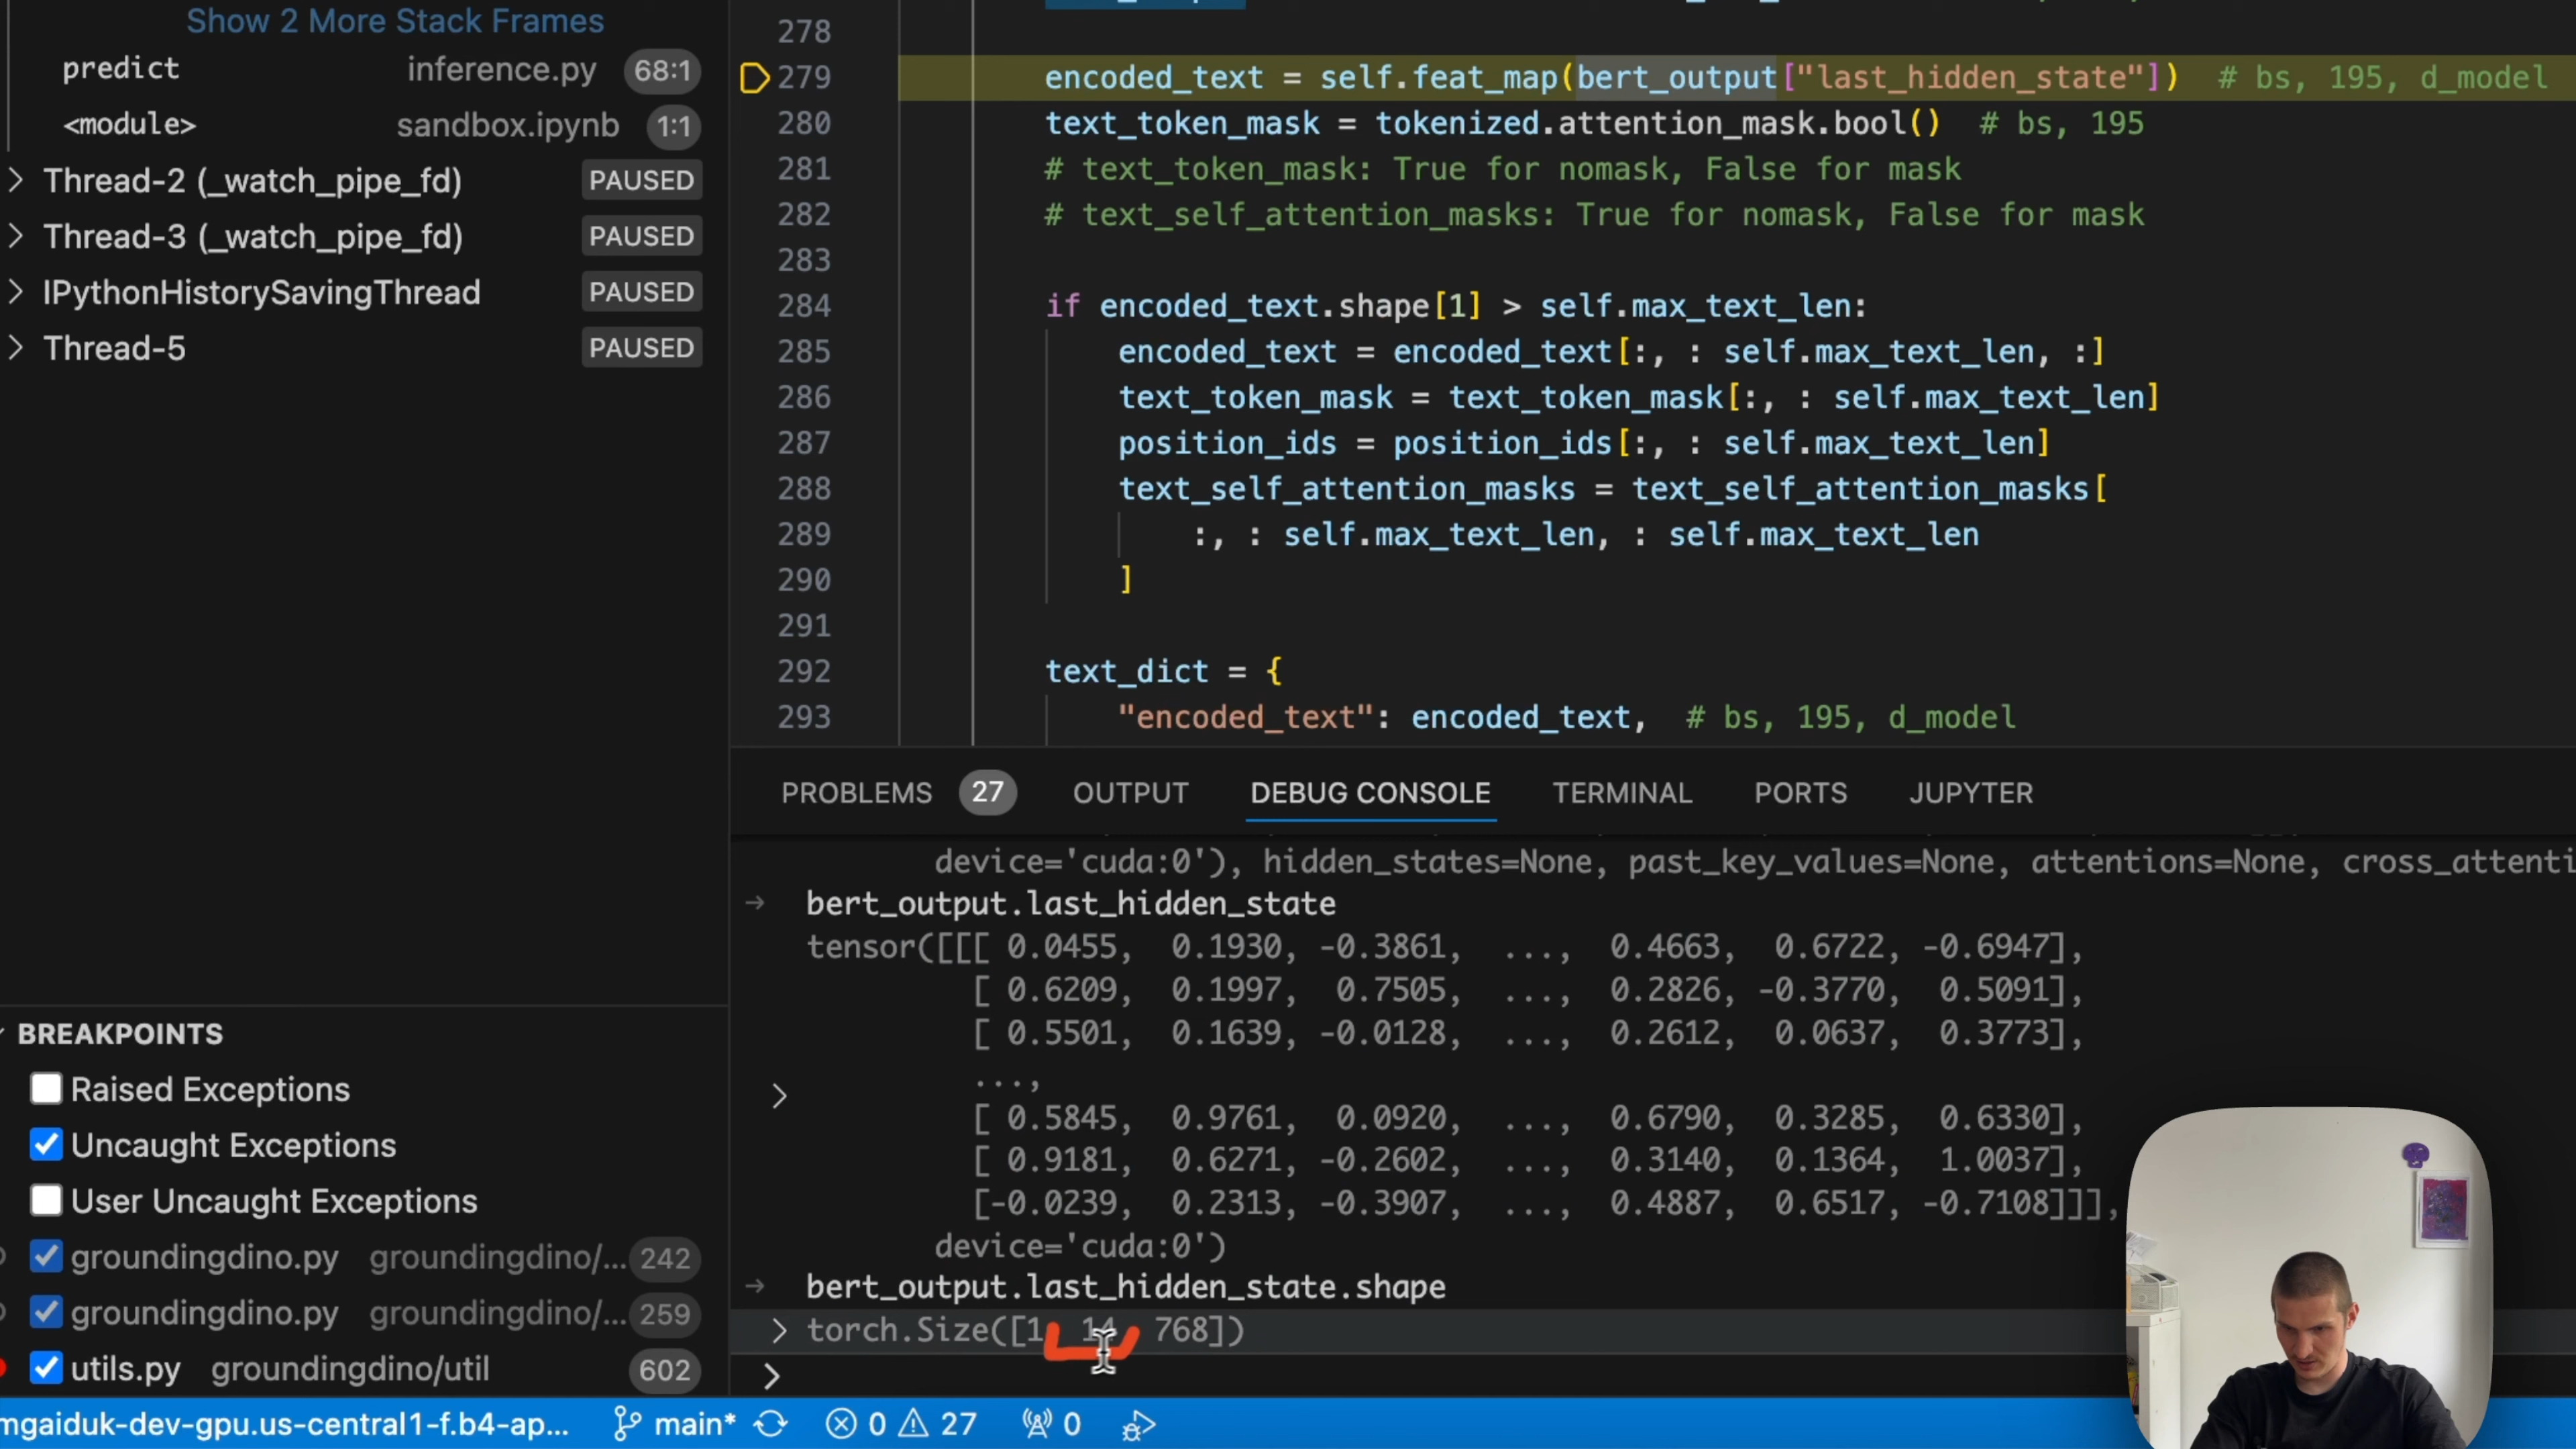 Show 2 More Stack Frames
predict inference.py 68:1
<module> sandbox.ipynb 1:1
Thread-2 (_watch_pipe_fd) PAUSED
Thread-3 (_watch_pipe_fd) PAUSED
IPythonHistorySavingThread PAUSED
Thread-5 PAUSED
BREAKPOINTS
Raised Exceptions
Uncaught Exceptions
User Uncaught Exceptions
groundingdino.py groundingdino/... 242
groundingdino.py groundingdino/... 259
utils.py groundingdino/util 602
278
279 encoded_text = self.feat_map(bert_output["last_hidden_state"]) # bs, 195, d_model
280 text_token_mask = tokenized.attention_mask.bool() # bs, 195
281 # text_token_mask: True for nomask, False for mask
282 # text_self_attention_masks: True for nomask, False for mask
283
284 if encoded_text.shape[1] > self.max_text_len:
285 encoded_text = encoded_text[:, : self.max_text_len, :]
286 text_token_mask = text_token_mask[:, : self.max_text_len]
287 position_ids = position_ids[:, : self.max_text_len]
288 text_self_attention_masks = text_self_attention_masks[
289 :, : self.max_text_len, : self.max_text_len
290 ]
291
292 text_dict = {
293 "encoded_text": encoded_text, # bs, 195, d_model
PROBLEMS 27 OUTPUT DEBUG CONSOLE TERMINAL PORTS JUPYTER
device='cuda:0'), hidden_states=None, past_key_values=None, attentions=None, cross_attenti
bert_output.last_hidden_state
tensor([[[ 0.0455, 0.1930, -0.3861, ..., 0.4663, 0.6722, -0.6947],
[ 0.6209, 0.1997, 0.7505, ..., 0.2826, -0.3770, 0.5091],
[ 0.5501, 0.1639, -0.0128, ..., 0.2612, 0.0637, 0.3773],
...,
[ 0.5845, 0.9761, 0.0920, ..., 0.6790, 0.3285, 0.6330],
[ 0.9181, 0.6271, -0.2602, ..., 0.3140, 0.1364, 1.0037],
[-0.0239, 0.2313, -0.3907, ..., 0.4887, 0.6517, -0.7108]]],
device='cuda:0')
bert_output.last_hidden_state.shape
torch.Size([1 14 768])
mgaiduk-dev-gpu.us-central1-f.b4-ap... main* 0 27 0